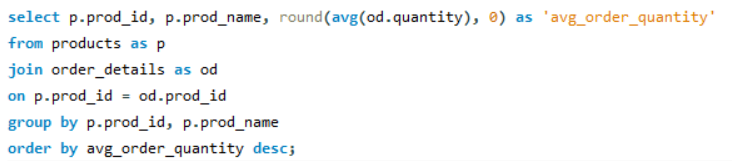 select p.prod_id, p.prod_name, round(avg(od.quantity), 0) as 'avg_order_quantity'
from products as p
join order_details as od
on p.prod_id = od.prod_id
group by p.prod_id, p.prod_name
order by avg_order_quantity desc;